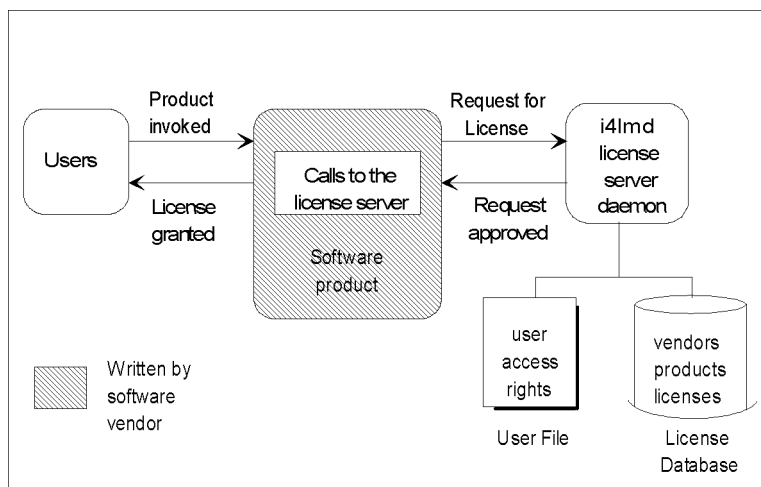 Product
invoked
Users
License
granted
Calls to the
license server
Software
product
Request for
License
Request
approved
i4lmd
license
server
daemon
user
access
rights
User File
vendors
products
licenses
License
Database
Written by
software
vendor